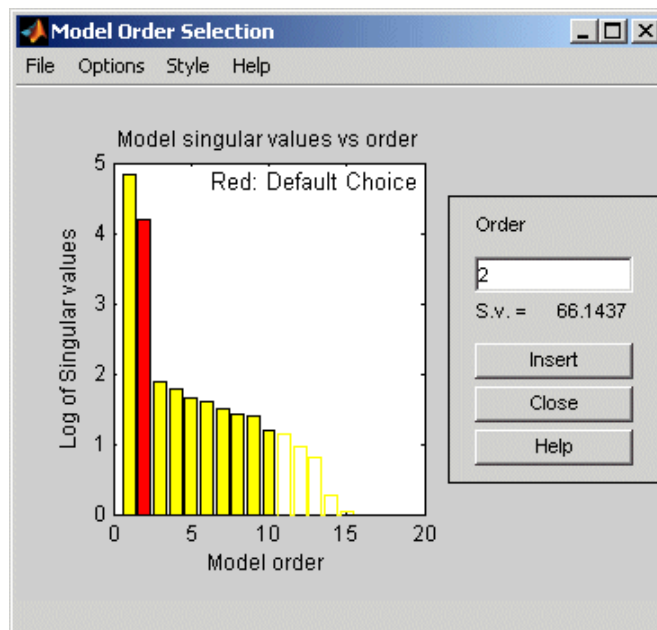 Model Order Selection
File Options Style Help
Model singular values vs order
Red: Default Choice
Log of Singular values
5
4
3
2
1
0
0 5 10 15 20
Model order
Order
2
S.v. = 66.1437
Insert
Close
Help